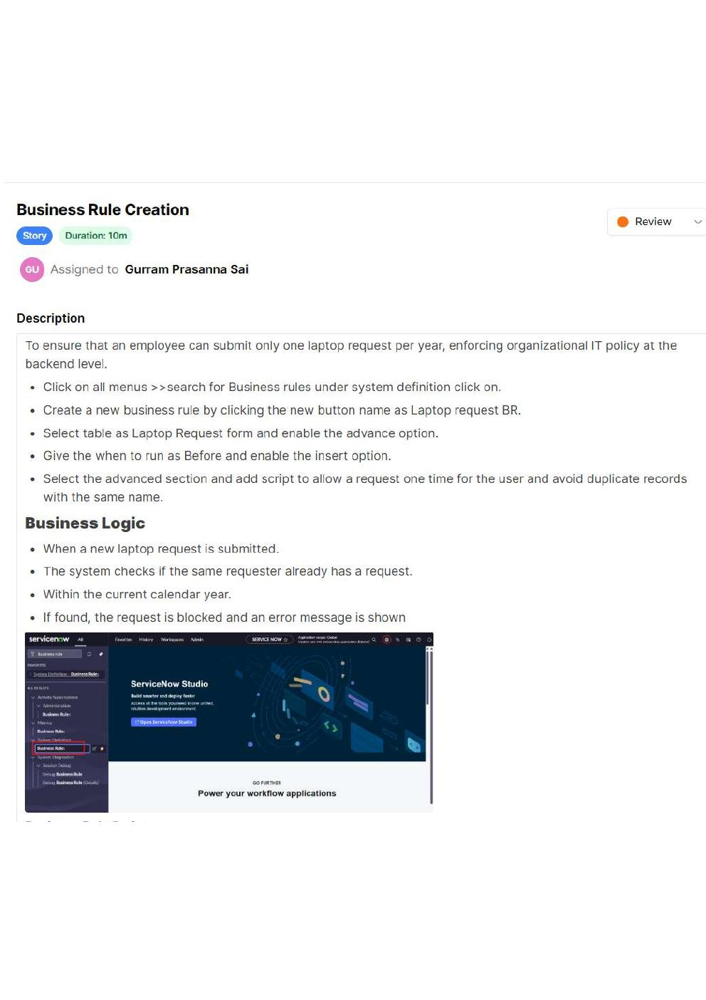 Business Rule Creation
Story Duration: 10m
Review
GU Assigned to Gurram Prasanna Sai
Description
To ensure that an employee can submit only one laptop request per year, enforcing organizational IT policy at the
backend level.
• Click on all menus >>search for Business rules under system definition click on.
• Create a new business rule by clicking the new button name as Laptop request BR.
• Select table as Laptop Request form and enable the advance option.
• Give the when to run as Before and enable the insert option.
• Select the advanced section and add script to allow a request one time for the user and avoid duplicate records
with the same name.
Business Logic
• When a new laptop request is submitted.
• The system checks if the same requester already has a request.
• Within the current calendar year.
• If found, the request is blocked and an error message is shown
servicenow All Favorites History Workspaces Admin SERVICE NOW Application scope: Global
business rule
FAVORITES
System Definition - Business Rules
ALL RESULTS
Activity Subscriptions
Administration
Business Rules
Metrics
Business Rules
System Definition
Business Rules
System Diagnostics
Session Debug
Debug Business Rule
Debug Business Rule (Details)
ServiceNow Studio
Build smarter and deploy faster
Access all the tools you need in one unified,
intuitive development environment.
Open ServiceNow Studio
GO FURTHER
Power your workflow applications